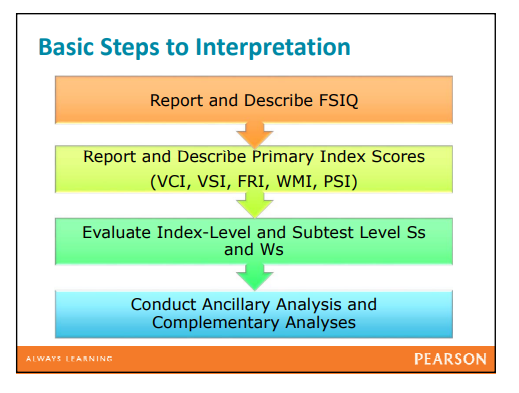 Basic Steps to Interpretation
Report and Describe FSIQ
Report and Describe Primary Index Scores
(VCI, VSI, FRI, WMI, PSI)
Evaluate Index-Level and Subtest Level Ss
and Ws
Conduct Ancillary Analysis and
Complementary Analyses
ALWAYS LEARNING
PEARSON